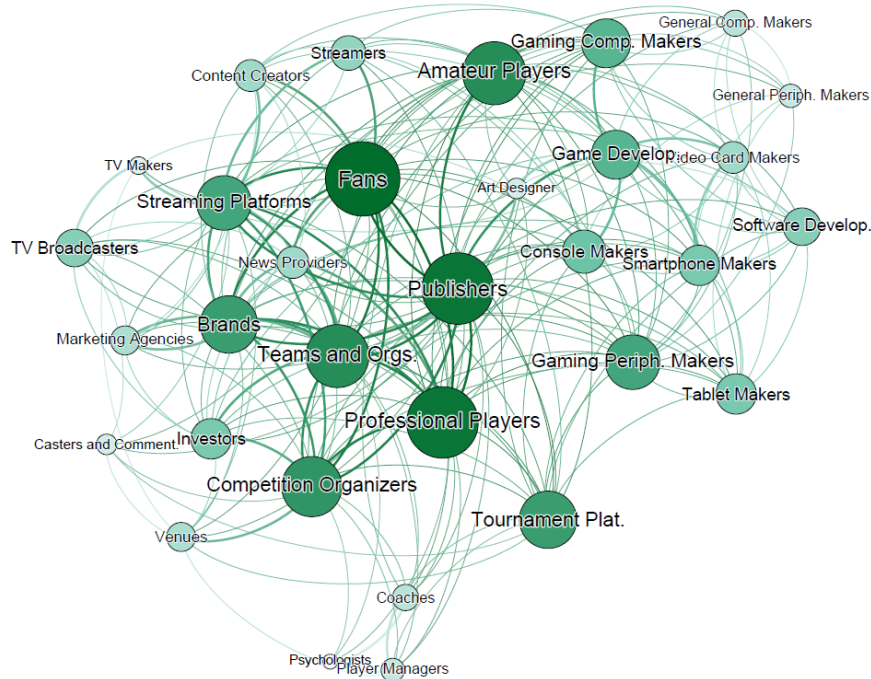 General Comp. Makers
Gaming Comp. Makers
Streamers
Amateur Players
Content Creators
General Periph. Makers
Game Develop.
Video Card Makers
TV Makers
Fans
Art Designer
Streaming Platforms
Software Develop.
TV Broadcasters
Console Makers
News Providers
Smartphone Makers
Publishers
Brands
Marketing Agencies
Teams and Orgs.
Gaming Periph. Makers
Tablet Makers
Professional Players
Casters and Comment.
Investors
Competition Organizers
Tournament Plat.
Venues
Coaches
Psychologists
Player Managers